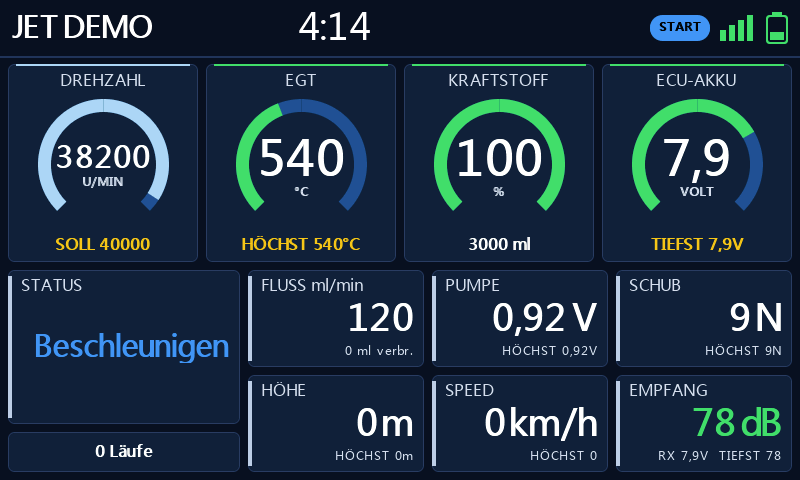 JET DEMO
4:14
START
DREHZAHL
38200
U/MIN
SOLL 40000
EGT
540
°C
HÖCHST 540°C
KRAFTSTOFF
100
%
3000 ml
ECU-AKKU
7,9
VOLT
TIEFST 7,9V
STATUS
Beschleunigen
0 Läufe
FLUSS ml/min
120
0 ml verbr.
PUMPE
0,92 V
HÖCHST 0,92V
SCHUB
9 N
HÖCHST 9N
HÖHE
0 m
HÖCHST 0m
SPEED
0 km/h
HÖCHST 0
EMPFANG
78 dB
RX 7,9V TIEFST 78